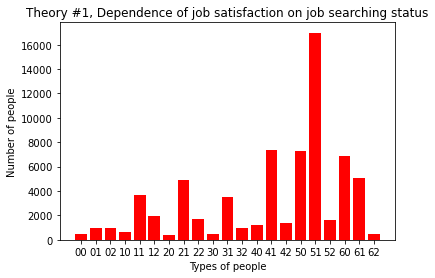 Theory #1, Dependence of job satisfaction on job searching status
Number of people
16000
14000
12000
10000
8000
6000
4000
2000
0
00 01 02 10 11 12 20 21 22 30 31 32 40 41 42 50 51 52 60 61 62
Types of people